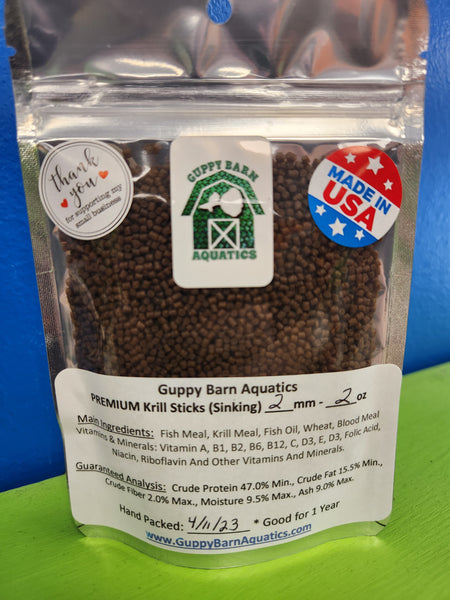 thank
you
for supporting my
small business
GUPPY BARN
AQUATICS
MADE IN
USA
Guppy Barn Aquatics
PREMIUM Krill Sticks (Sinking) 2 mm - 2 oz
Main Ingredients: Fish Meal, Krill Meal, Fish Oil, Wheat, Blood Meal
Vitamins & Minerals: Vitamin A, B1, B2, B6, B12, C, D3, E, D3, Folic Acid,
Niacin, Riboflavin And Other Vitamins And Minerals.
Guaranteed Analysis: Crude Protein 47.0% Min., Crude Fat 15.5% Min.,
Crude Fiber 2.0% Max., Moisture 9.5% Max., Ash 9.0% Max.
Hand Packed: 4/11/23 * Good for 1 Year
www.GuppyBarnAquatics.com